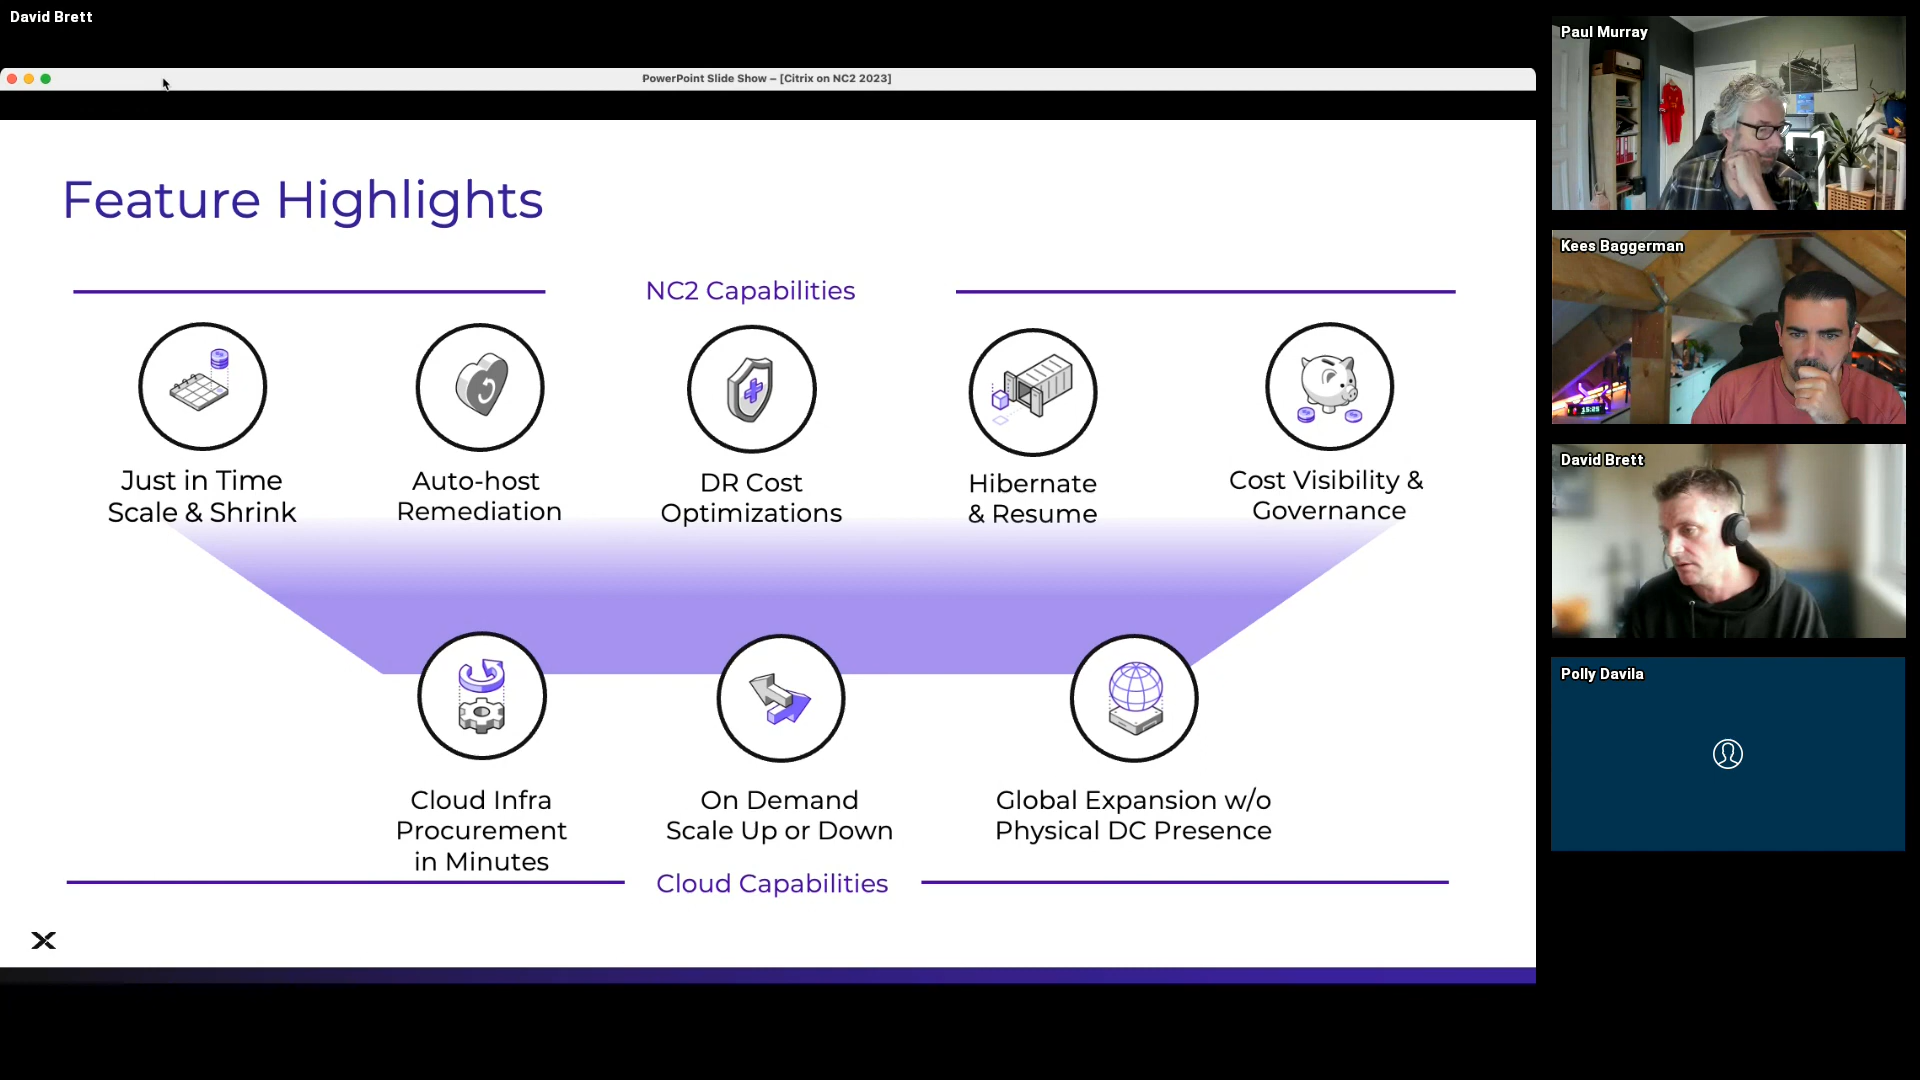 David Brett
PowerPoint Slide Show – [Citrix on NC2 2023]
Feature Highlights
NC2 Capabilities
Just in Time
Scale & Shrink
Auto-host
Remediation
DR Cost
Optimizations
Hibernate
& Resume
Cost Visibility &
Governance
Cloud Infra
Procurement
in Minutes
On Demand
Scale Up or Down
Global Expansion w/o
Physical DC Presence
Cloud Capabilities
Paul Murray
Kees Baggerman
15:25
David Brett
Polly Davila